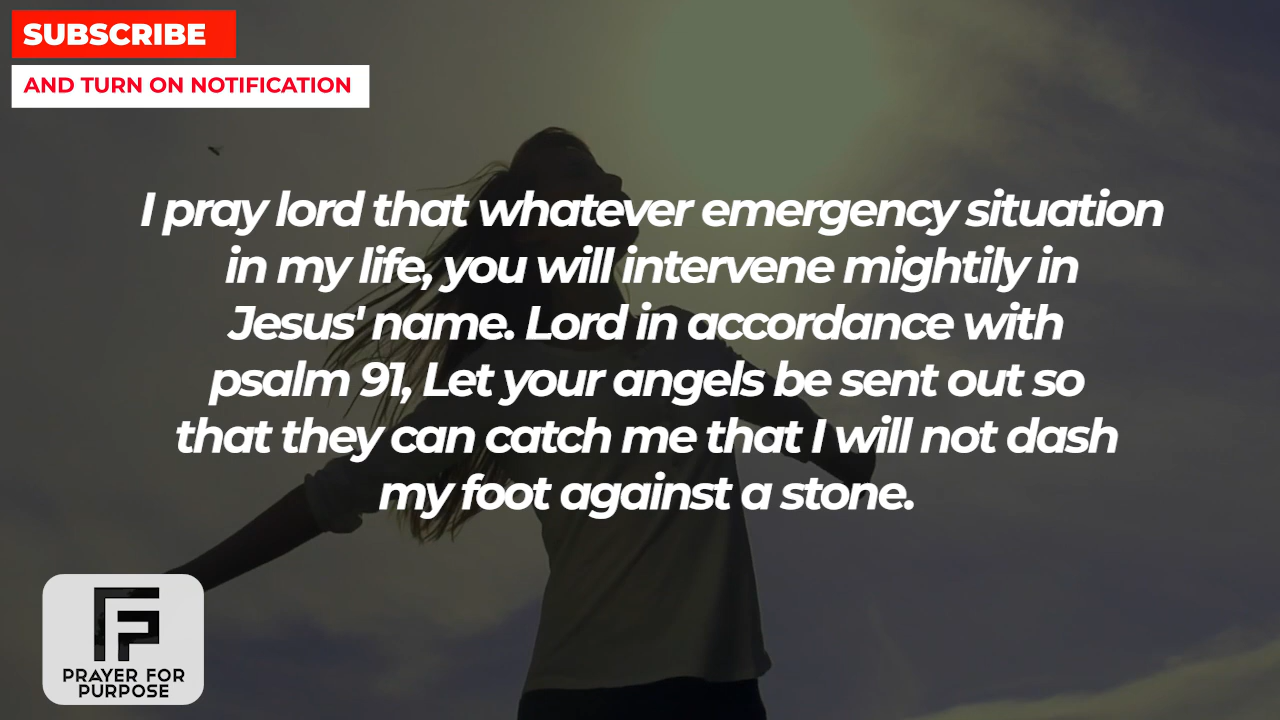 SUBSCRIBE
AND TURN ON NOTIFICATION
I pray lord that whatever emergency situation
in my life, you will intervene mightily in
Jesus' name. Lord in accordance with
psalm 91, Let your angels be sent out so
that they can catch me that I will not dash
my foot against a stone.
PRAYER FOR
PURPOSE